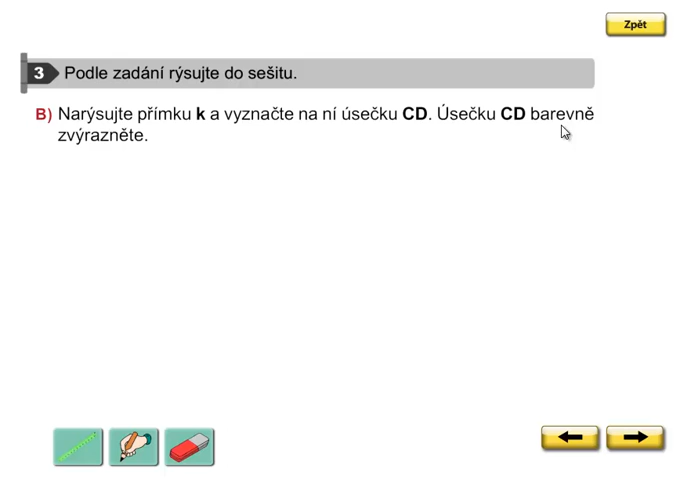 Zpět
3 Podle zadání rýsujte do sešitu.
B) Narýsujte přímku k a vyznačte na ní úsečku CD. Úsečku CD barevně
zvýrazněte.